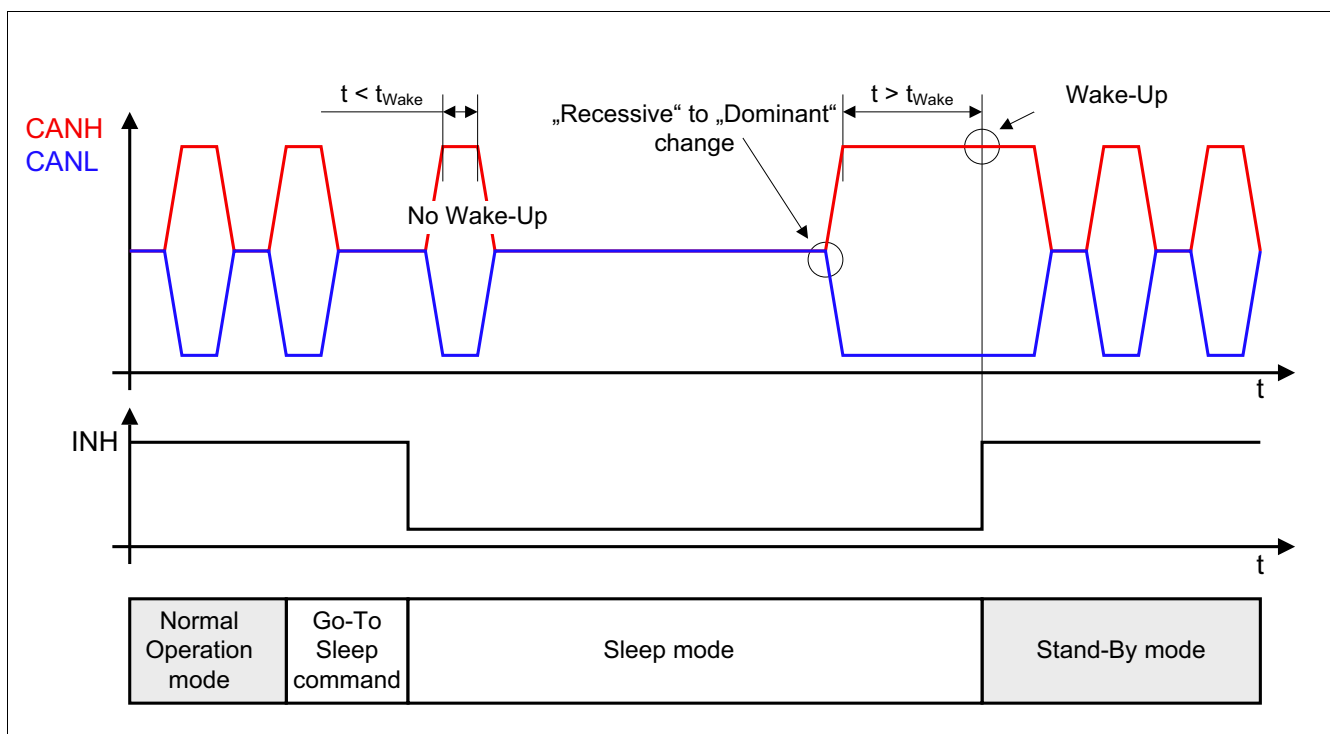 t < tWake
„Recessive“ to „Dominant“
change
t > tWake
Wake-Up
CANH
CANL
No Wake-Up
t
INH
t
Normal
Operation
mode
Go-To
Sleep
command
Sleep mode
Stand-By mode